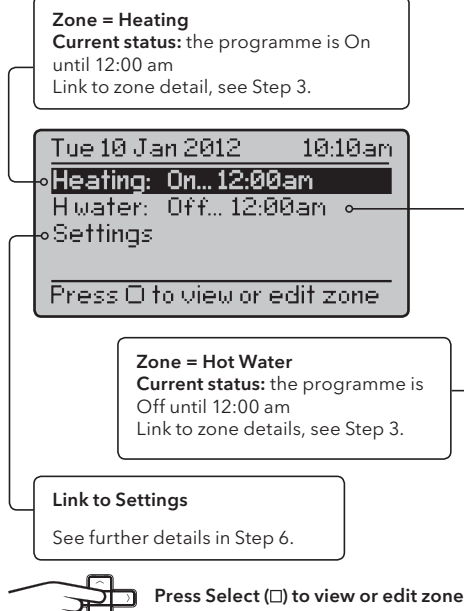 Zone = Heating
Current status: the programme is On
until 12:00 am
Link to zone detail, see Step 3.
Tue 10 Jan 2012 10:10am
Heating: On... 12:00am
H water: Off... 12:00am
Settings
Press □ to view or edit zone
Zone = Hot Water
Current status: the programme is
Off until 12:00 am
Link to zone details, see Step 3.
Link to Settings
See further details in Step 6.
Press Select (□) to view or edit zone